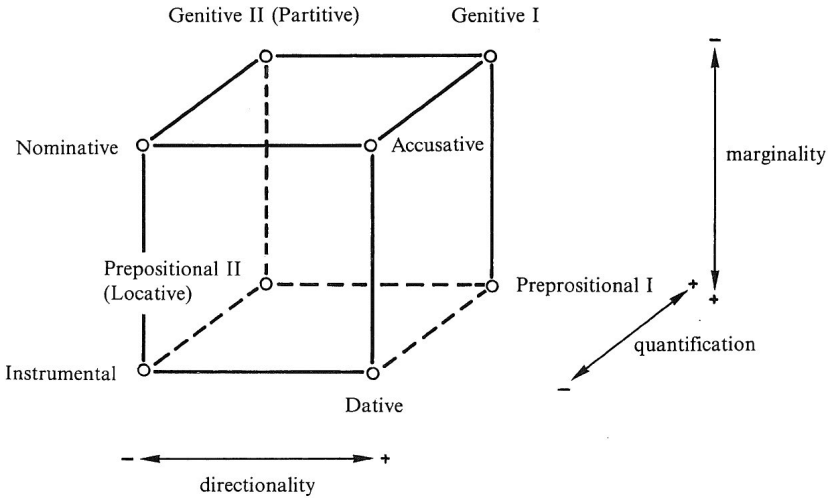 Genitive II (Partitive)
Genitive I
−
Nominative
Accusative
marginality
Prepositional II
(Locative)
Preprositional I
+
+
quantification
Instrumental
−
Dative
− +
directionality